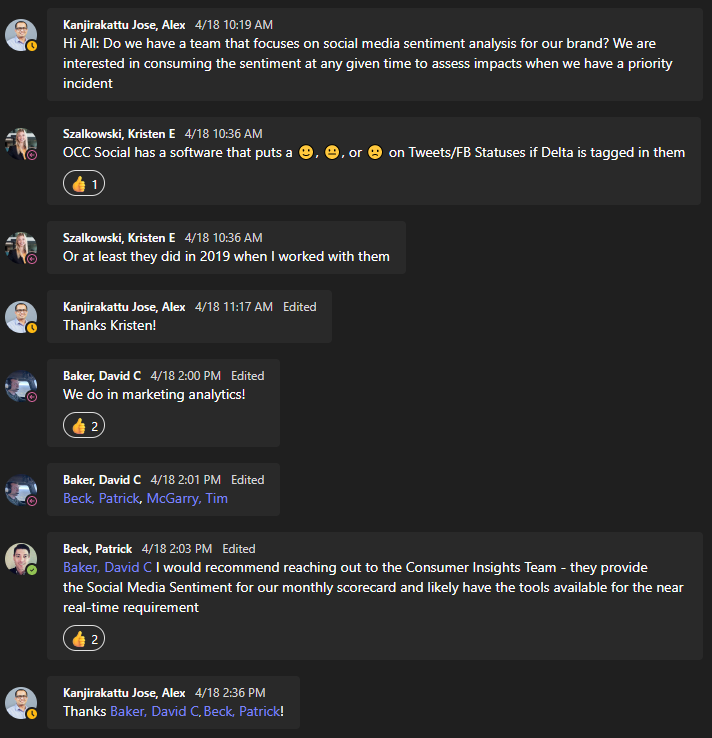 Kanjirakattu Jose, Alex 4/18 10:19 AM
Hi All: Do we have a team that focuses on social media sentiment analysis for our brand? We are
interested in consuming the sentiment at any given time to assess impacts when we have a priority
incident
Szalkowski, Kristen E 4/18 10:36 AM
OCC Social has a software that puts a 🙂, 😐, or 🙁 on Tweets/FB Statuses if Delta is tagged in them
👍 1
Szalkowski, Kristen E 4/18 10:36 AM
Or at least they did in 2019 when I worked with them
Kanjirakattu Jose, Alex 4/18 11:17 AM Edited
Thanks Kristen!
Baker, David C 4/18 2:00 PM Edited
We do in marketing analytics!
👍 2
Baker, David C 4/18 2:01 PM Edited
Beck, Patrick, McGarry, Tim
Beck, Patrick 4/18 2:03 PM Edited
Baker, David C I would recommend reaching out to the Consumer Insights Team - they provide
the Social Media Sentiment for our monthly scorecard and likely have the tools available for the near
real-time requirement
👍 2
Kanjirakattu Jose, Alex 4/18 2:36 PM
Thanks Baker, David C, Beck, Patrick!